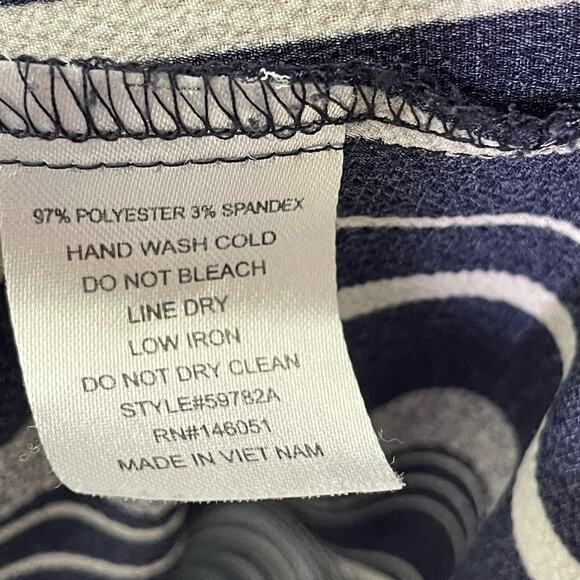 97% POLYESTER 3% SPANDEX
HAND WASH COLD
DO NOT BLEACH
LINE DRY
LOW IRON
DO NOT DRY CLEAN
STYLE#59782A
RN#146051
MADE IN VIET NAM